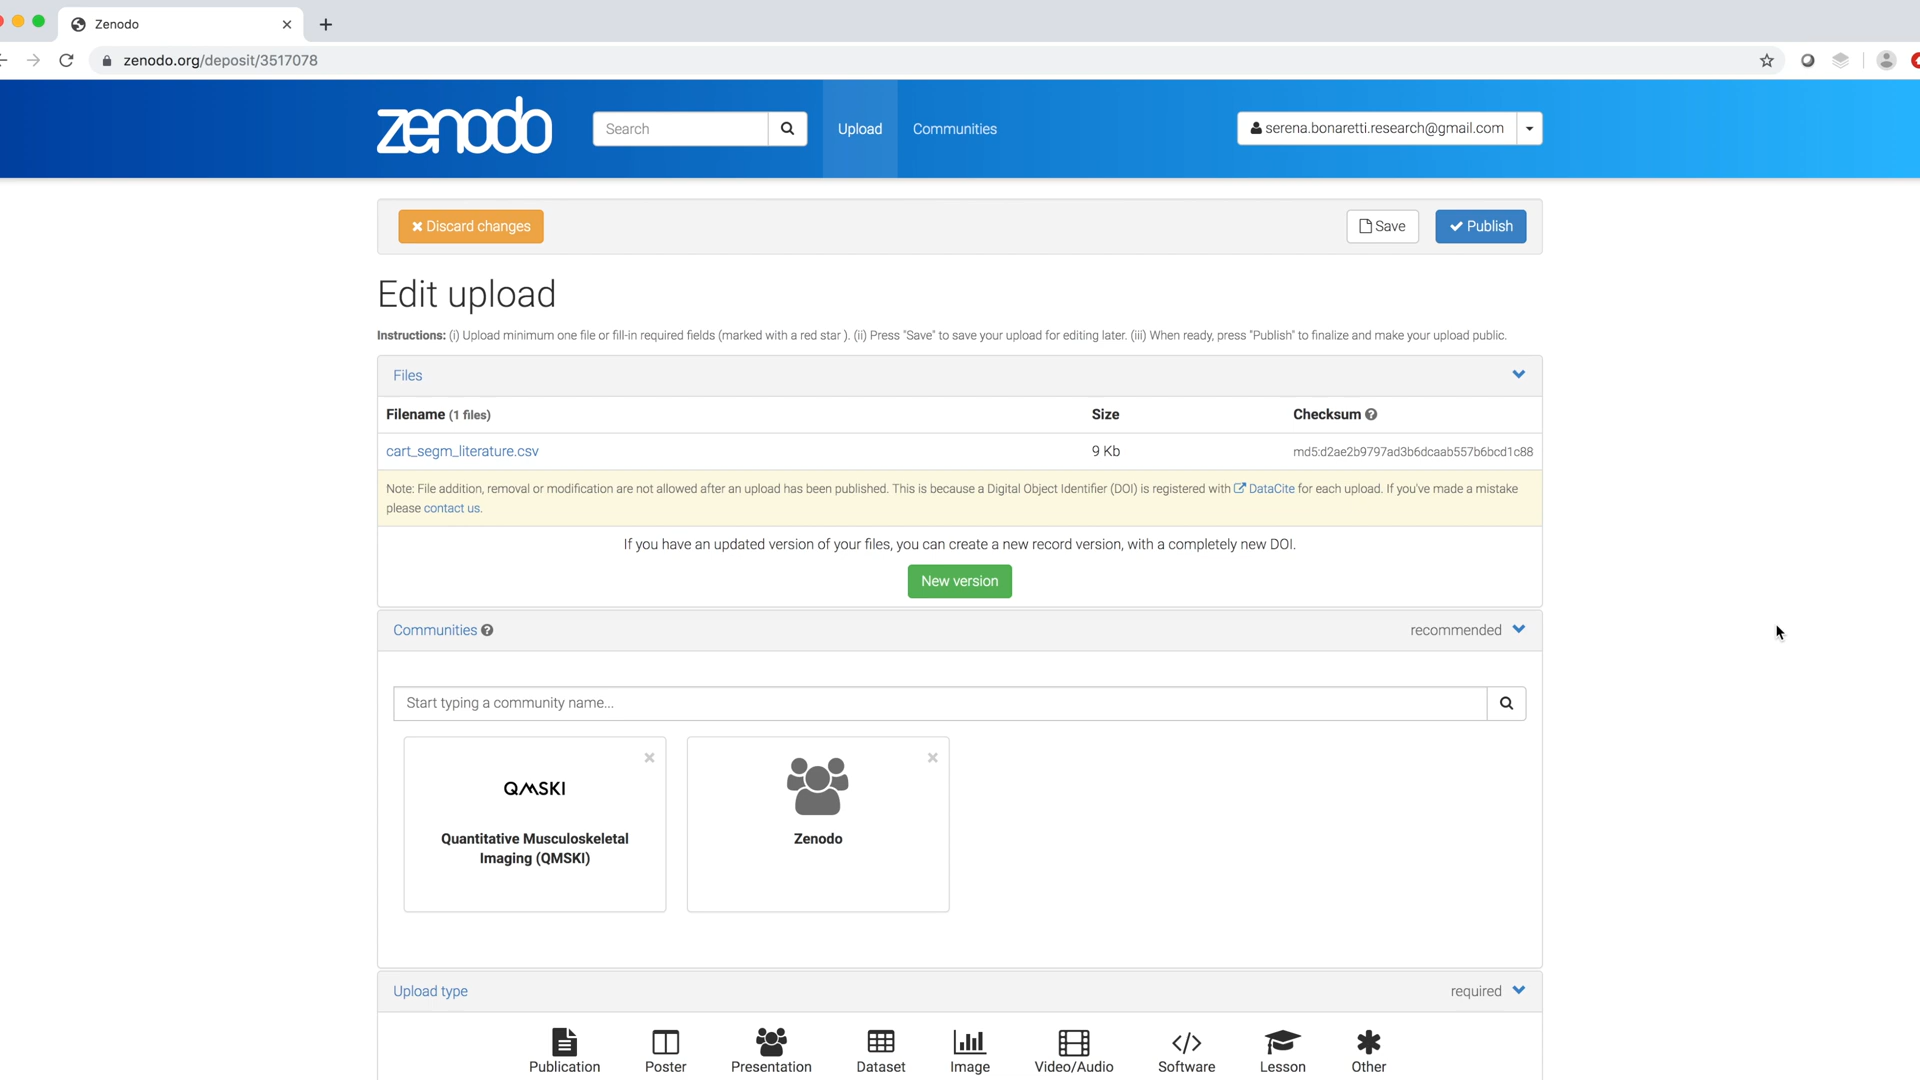 Zenodo
zenodo.org/deposit/3517078
zenodo
Search
Upload
Communities
serena.bonaretti.research@gmail.com
Discard changes
Save
Publish
Edit upload
Instructions: (i) Upload minimum one file or fill-in required fields (marked with a red star ). (ii) Press "Save" to save your upload for editing later. (iii) When ready, press "Publish" to finalize and make your upload public.
Files
Filename (1 files) Size Checksum
cart_segm_literature.csv 9 Kb md5:d2ae2b9797ad3b6dcaab557b6bcd1c88
Note: File addition, removal or modification are not allowed after an upload has been published. This is because a Digital Object Identifier (DOI) is registered with DataCite for each upload. If you've made a mistake
please contact us.
If you have an updated version of your files, you can create a new record version, with a completely new DOI.
New version
Communities recommended
Start typing a community name...
QMSKI
Quantitative Musculoskeletal
Imaging (QMSKI)
Zenodo
Upload type required
Publication Poster Presentation Dataset Image Video/Audio Software Lesson Other